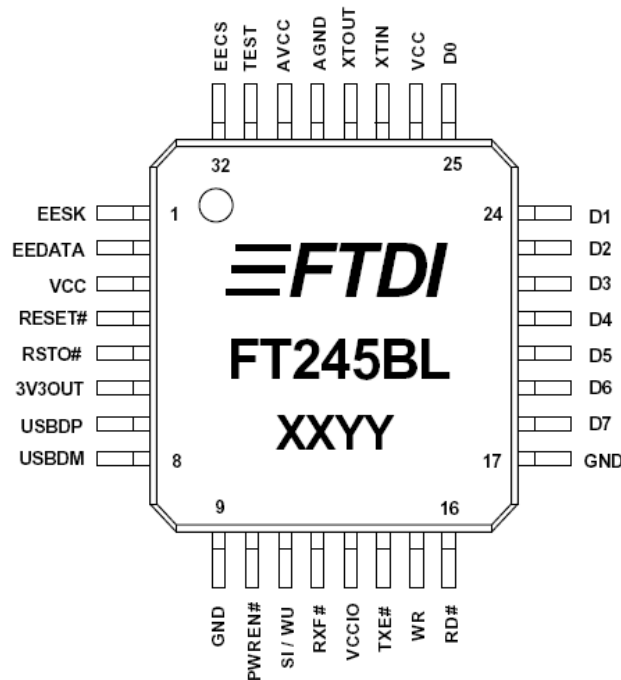 EECS
TEST
AVCC
AGND
XTOUT
XTIN
VCC
D0
32
25
EESK
1
24
D1
EEDATA
D2
VCC
D3
RESET#
D4
RSTO#
D5
3V3OUT
D6
USBDP
D7
USBDM
8
17
GND
FTDI
FT245BL
XXYY
9
16
GND
PWREN#
SI / WU
RXF#
VCCIO
TXE#
WR
RD#